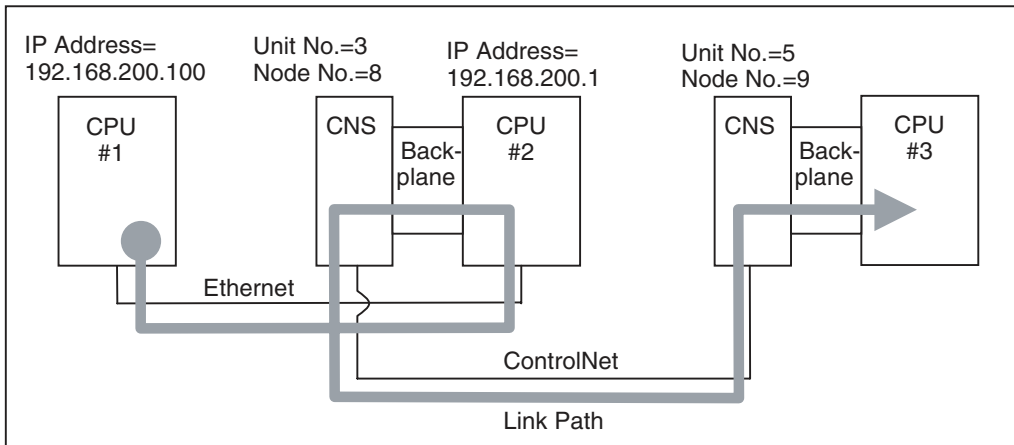 IP Address=
192.168.200.100
Unit No.=3
Node No.=8
IP Address=
192.168.200.1
Unit No.=5
Node No.=9
CPU
#1
CNS
Back-
plane
CPU
#2
CNS
Back-
plane
CPU
#3
Ethernet
ControlNet
Link Path